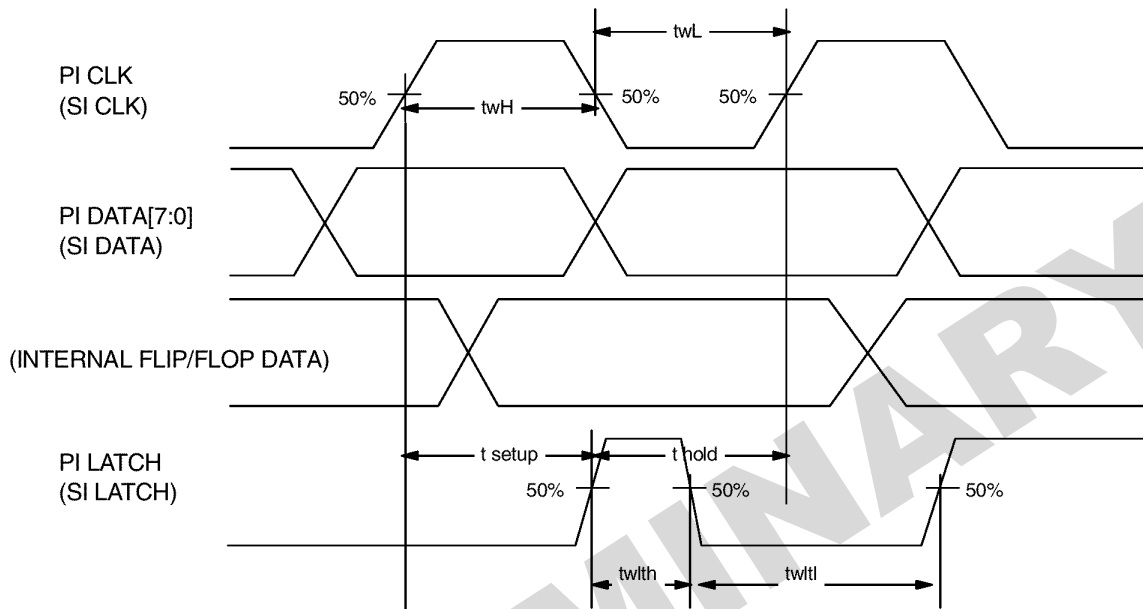 twL
PI CLK
(SI CLK)
50%
50%
50%
twH
PI DATA[7:0]
(SI DATA)
(INTERNAL FLIP/FLOP DATA)
PI LATCH
(SI LATCH)
t setup
t hold
50%
50%
50%
twlth
twltl
MINARY